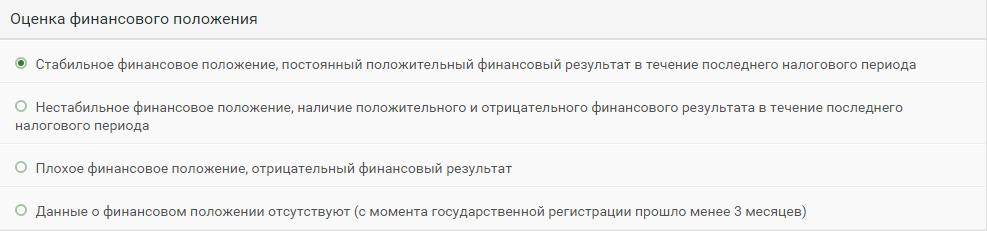 Оценка финансового положения
Стабильное финансовое положение, постоянный положительный финансовый результат в течение последнего налогового периода
Нестабильное финансовое положение, наличие положительного и отрицательного финансового результата в течение последнего
налогового периода
Плохое финансовое положение, отрицательный финансовый результат
Данные о финансовом положении отсутствуют (с момента государственной регистрации прошло менее 3 месяцев)